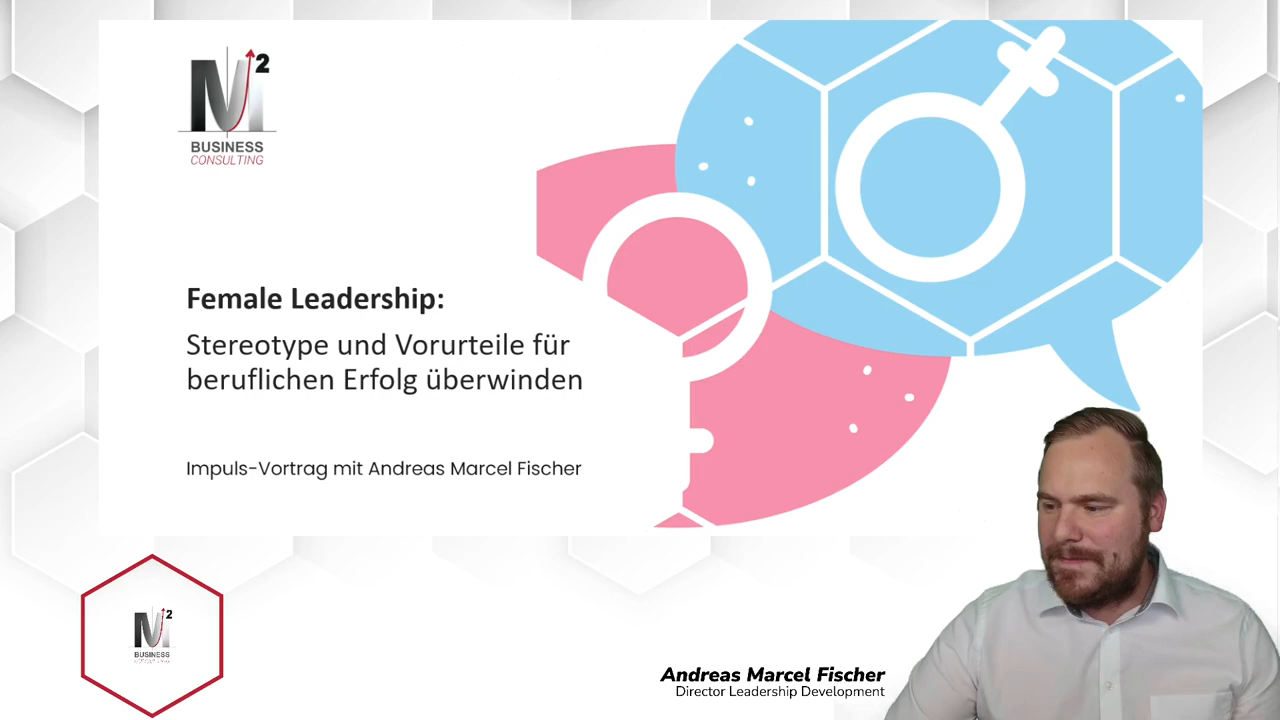 M2
BUSINESS
CONSULTING
Female Leadership:
Stereotype und Vorurteile für
beruflichen Erfolg überwinden
Impuls-Vortrag mit Andreas Marcel Fischer
M2
BUSINESS
CONSULTING
Andreas Marcel Fischer
Director Leadership Development